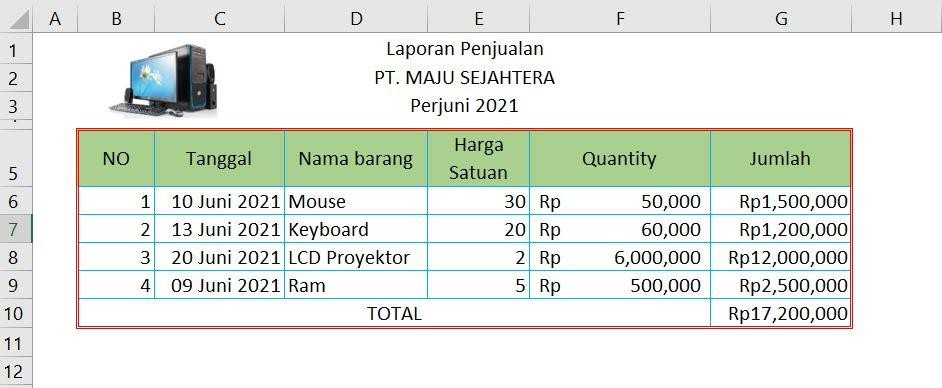 A B C D E F G H
1 Laporan Penjualan
2 PT. MAJU SEJAHTERA
3 Perjuni 2021
5 NO Tanggal Nama barang Harga Satuan Quantity Jumlah
6 1 10 Juni 2021 Mouse 30 Rp 50,000 Rp1,500,000
7 2 13 Juni 2021 Keyboard 20 Rp 60,000 Rp1,200,000
8 3 20 Juni 2021 LCD Proyektor 2 Rp 6,000,000 Rp12,000,000
9 4 09 Juni 2021 Ram 5 Rp 500,000 Rp2,500,000
10 TOTAL Rp17,200,000
11
12